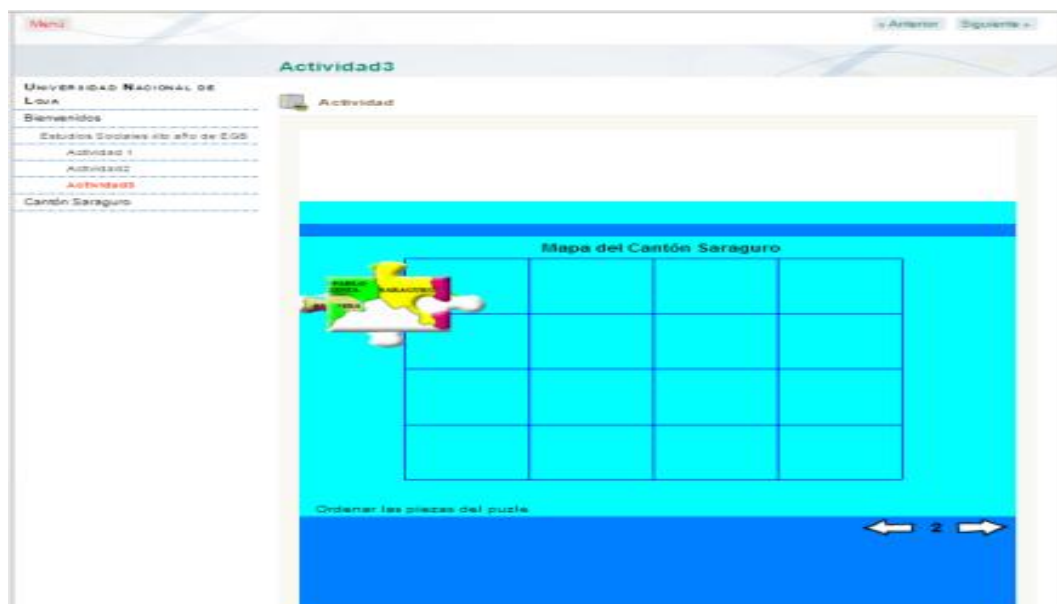 Menú
« Anterior
Siguiente »
Actividad3
UNIVERSIDAD NACIONAL DE
LOJA
Bienvenidos
Estudios Sociales 4to año de EGB
Actividad 1
Actividad2
Actividad3
Cantón Saraguro
Actividad
Mapa del Cantón Saraguro
SARAGURO
Ordenar las piezas del puzle
2